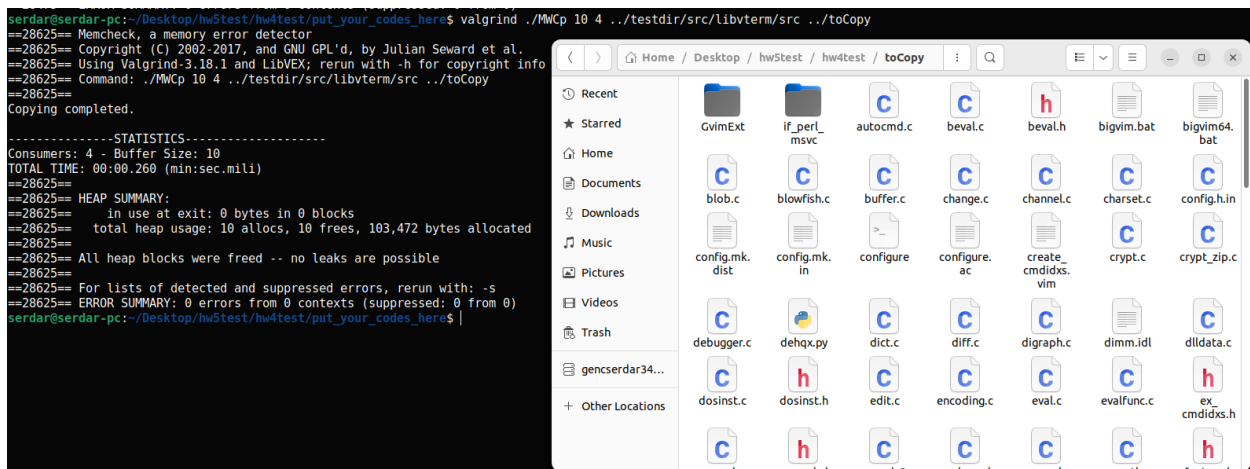 serdar@serdar-pc:~/Desktop/hw5test/hw4test/put_your_codes_here$ valgrind ./MWCp 10 4 ../testdir/src/libvterm/src ../toCopy
==28625== Memcheck, a memory error detector
==28625== Copyright (C) 2002-2017, and GNU GPL'd, by Julian Seward et al.
==28625== Using Valgrind-3.18.1 and LibVEX; rerun with -h for copyright info
==28625== Command: ./MWCp 10 4 ../testdir/src/libvterm/src ../toCopy
==28625==
Copying completed.
---------------STATISTICS--------------------
Consumers: 4 - Buffer Size: 10
TOTAL TIME: 00:00.260 (min:sec.mili)
==28625==
==28625== HEAP SUMMARY:
==28625==     in use at exit: 0 bytes in 0 blocks
==28625==   total heap usage: 10 allocs, 10 frees, 103,472 bytes allocated
==28625==
==28625== All heap blocks were freed -- no leaks are possible
==28625==
==28625== For lists of detected and suppressed errors, rerun with: -s
==28625== ERROR SUMMARY: 0 errors from 0 contexts (suppressed: 0 from 0)
serdar@serdar-pc:~/Desktop/hw5test/hw4test/put_your_codes_here$
Home / Desktop / hw5test / hw4test / toCopy
Recent
Starred
Home
Documents
Downloads
Music
Pictures
Videos
Trash
gencserdar34...
+ Other Locations
GvimExt
if_perl_
msvc
autocmd.c
beval.c
beval.h
bigvim.bat
bigvim64.
bat
blob.c
blowfish.c
buffer.c
change.c
channel.c
charset.c
config.h.in
config.mk.
dist
config.mk.
in
configure
configure.
ac
create_
cmdidxs.
vim
crypt.c
crypt_zip.c
debugger.c
dehqx.py
dict.c
diff.c
digraph.c
dimm.idl
dlldata.c
dosinst.c
dosinst.h
edit.c
encoding.c
eval.c
evalfunc.c
ex_
cmdidxs.h